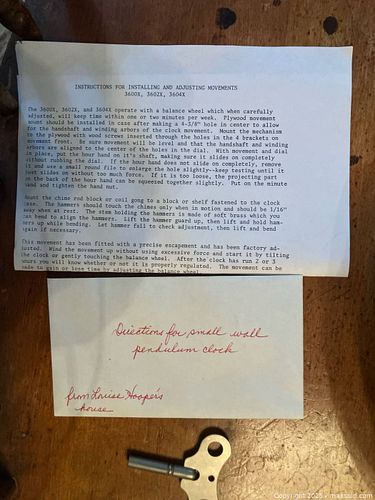 INSTRUCTIONS FOR INSTALLING AND ADJUSTING MOVEMENTS
3600X, 3602X, 3604X
The 3600X, 3602X, and 3604X operate with a balance wheel which when carefully
adjusted, will keep time within one or two minutes per week. Plywood movement
mount should be installed in case after making a 4-3/8" hole in center to allow
for the handshaft and winding arbors of the clock movement. Mount the mechanism
to the plywood with wood screws inserted through the holes in the 4 brackets on
movement front. Be sure movement will be level and that the handshaft and winding
arbors are aligned to the center of the holes in the dial. With movement and dial
in place, put the hour hand on it's shaft, making sure it slides on completely
without rubbing the dial. If the hour hand does not slide on completely, remove
it and use a small reamer to enlarge the hole slightly--keep testing until it
just slides on without too much force. If it is too loose, the projecting part
on the back of the hour hand can be squeezed together slightly. Put on the minute
hand and tighten the hand nut.
Mount the chime rod block or coil gong to a block or shelf fastened to the clock
case. The hammers should touch the chimes only when in motion and should be 1/16"
away when at rest. The stem holding the hammers is made of soft brass which you
can bend to align the hammers. Lift the hammer guard up, then lift and hold ham-
mers up while bending. Let hammer fall to check adjustment, then lift and bend
again if necessary.
This movement has been fitted with a precise escapement and has been factory ad-
justed. Wind the movement up without using excessive force and start it by tilting
the clock or gently touching the balance wheel. After the clock has run 2 or 3
hours you will know whether or not it is properly regulated. The movement can be
made to gain or lose time by adjusting the balance wheel.
Directions for small wall
pendulum clock
from Louise Hooper's
house
Copyright 2025 - maxsold.com